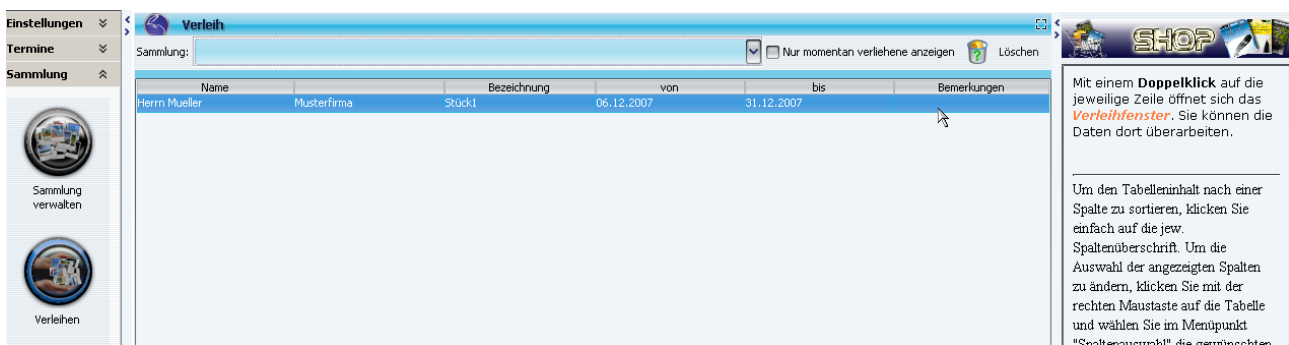 Einstellungen
Termine
Sammlung
Sammlung
verwalten
Verleihen
Verleih
Sammlung: Nur momentan verliehene anzeigen Löschen
Name Bezeichnung von bis Bemerkungen
Herrn Mueller Musterfirma Stück1 06.12.2007 31.12.2007
SHOP
Mit einem Doppelklick auf die
jeweilige Zeile öffnet sich das
Verleihfenster. Sie können die
Daten dort überarbeiten.
Um den Tabelleninhalt nach einer
Spalte zu sortieren, klicken Sie
einfach auf die jew.
Spaltenüberschrift. Um die
Auswahl der angezeigten Spalten
zu ändern, klicken Sie mit der
rechten Maustaste auf die Tabelle
und wählen Sie im Menüpunkt
"Spaltenauswahl" die gewünschten